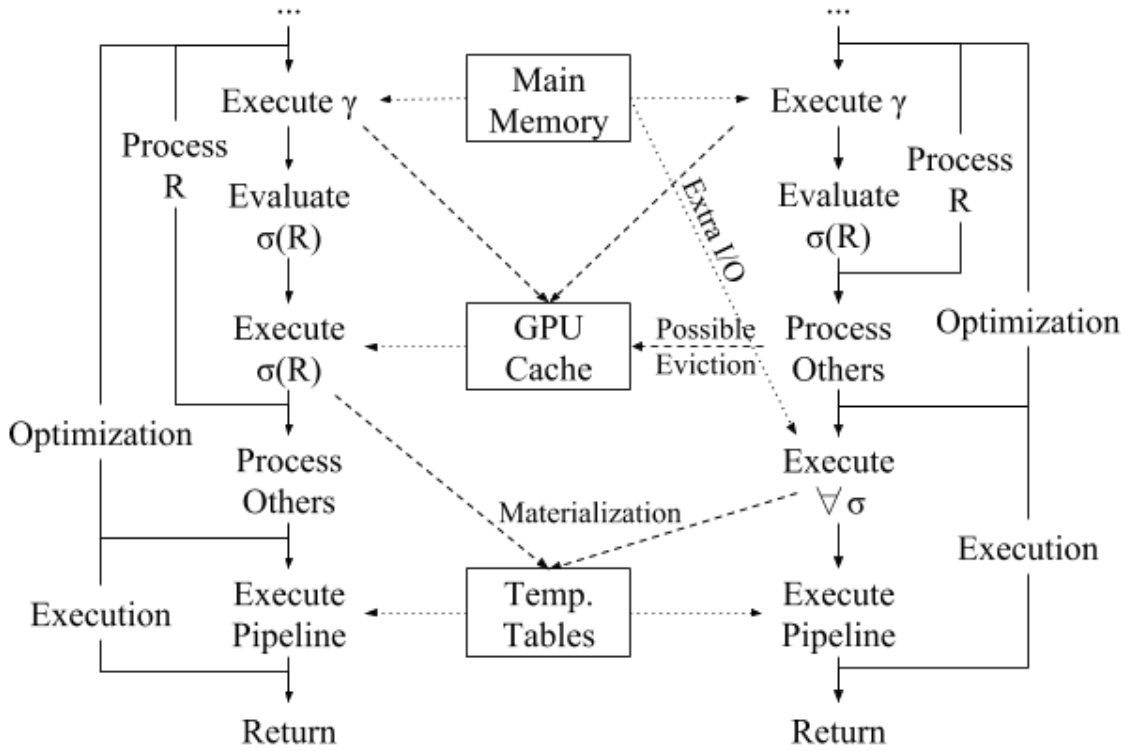 ...
Execute γ
Process
R
Evaluate
σ(R)
Execute
σ(R)
Optimization
Process
Others
Execution
Execute
Pipeline
Return
Main
Memory
Extra I/O
GPU
Cache
Possible
Eviction
Materialization
Temp.
Tables
...
Execute γ
Process
R
Evaluate
σ(R)
Optimization
Process
Others
Execute
∀ σ
Execution
Execute
Pipeline
Return